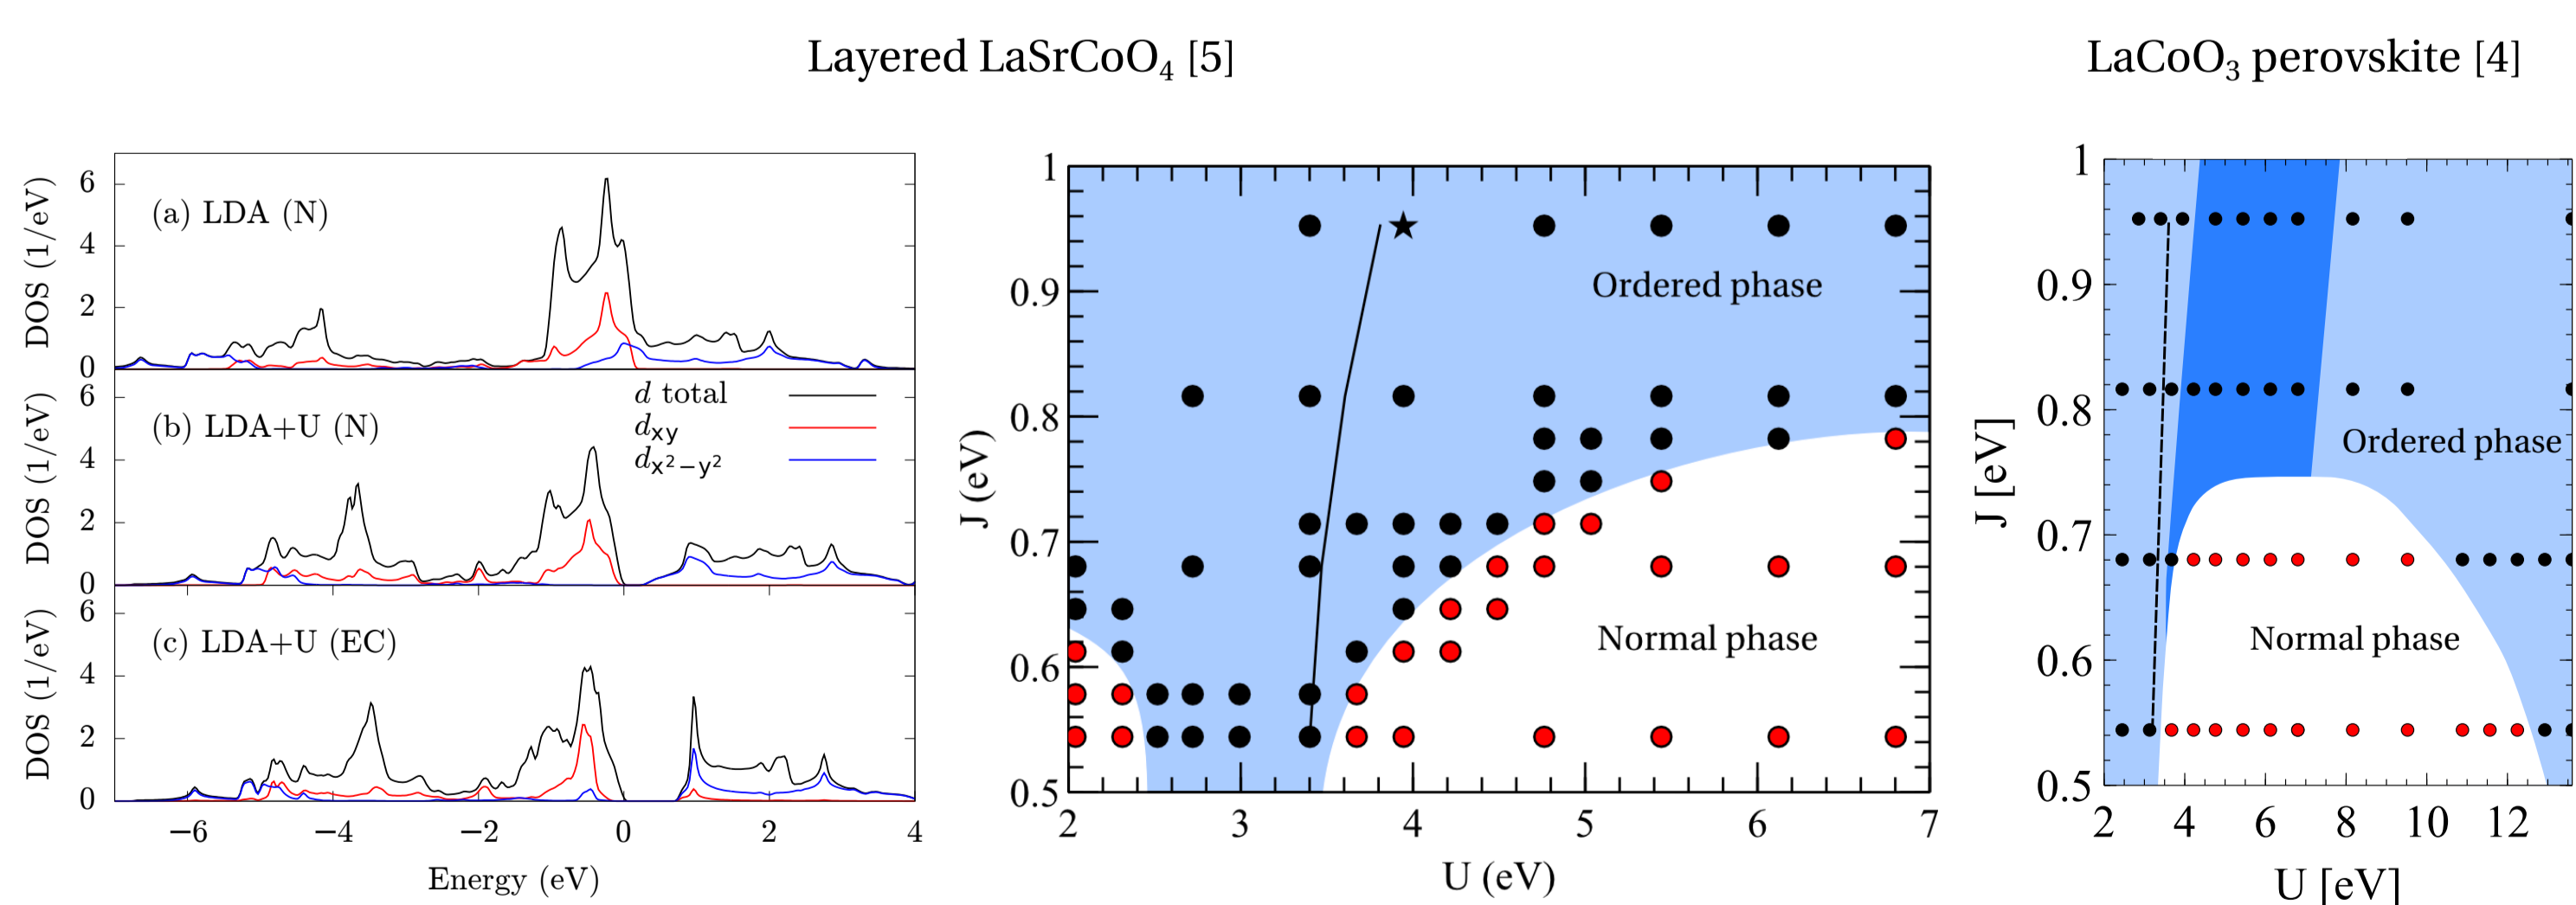 Layered LaSrCoO₄ [5]
LaCoO₃ perovskite [4]
DOS (1/eV)
6
4
2
0
(a) LDA (N)
DOS (1/eV)
6
4
2
0
(b) LDA+U (N)
d total
dxy
dx²−y²
DOS (1/eV)
6
4
2
0
(c) LDA+U (EC)
−6 −4 −2 0 2 4
Energy (eV)
J (eV)
1
0.9
0.8
0.7
0.6
0.5
Ordered phase
Normal phase
2 3 4 5 6 7
U (eV)
J [eV]
1
0.9
0.8
0.7
0.6
0.5
Ordered phase
Normal phase
2 4 6 8 10 12
U [eV]